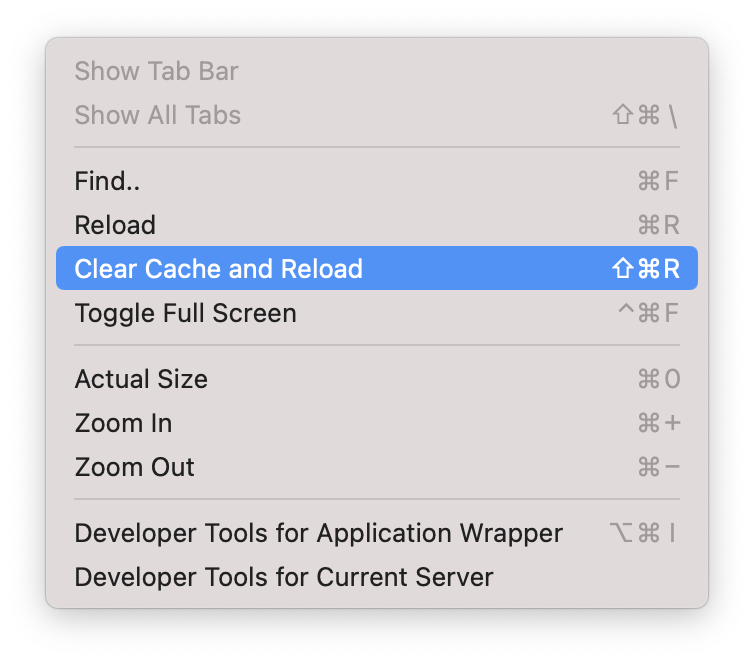 Show Tab Bar
Show All Tabs ⇧⌘\
Find.. ⌘F
Reload ⌘R
Clear Cache and Reload ⇧⌘R
Toggle Full Screen ^⌘F
Actual Size ⌘0
Zoom In ⌘+
Zoom Out ⌘−
Developer Tools for Application Wrapper ⌥⌘I
Developer Tools for Current Server